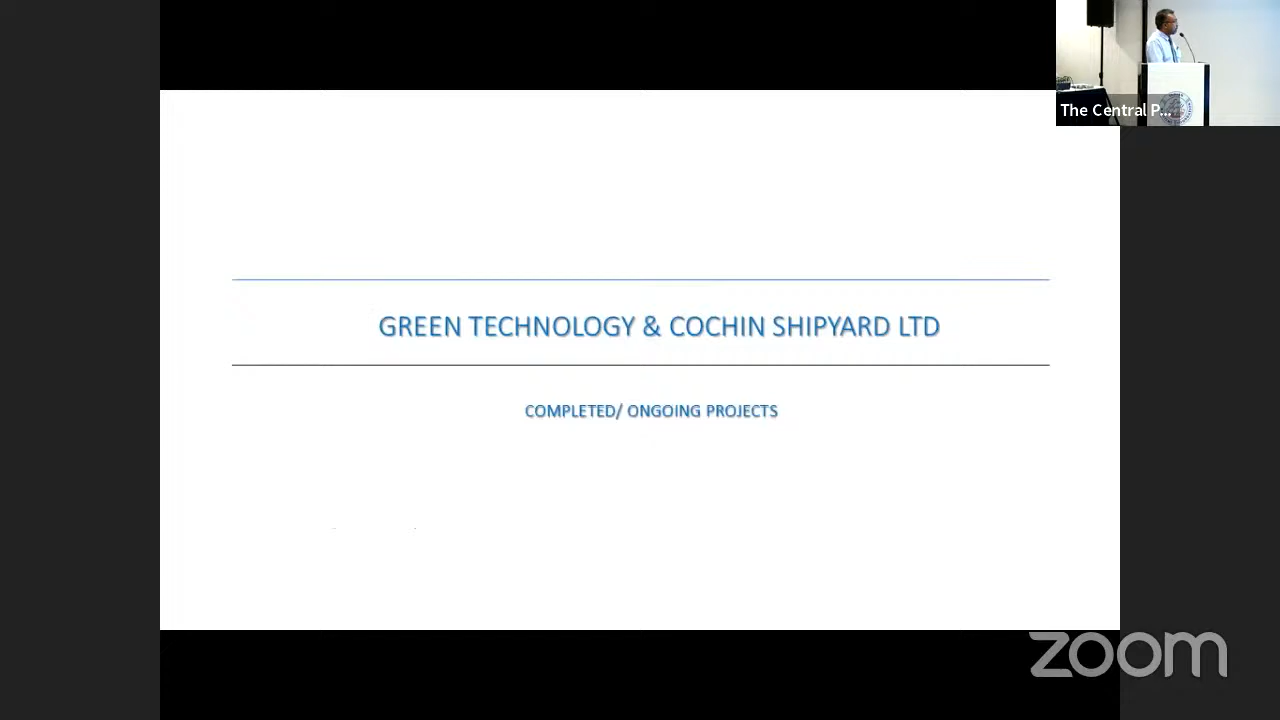 The Central P...
GREEN TECHNOLOGY & COCHIN SHIPYARD LTD
COMPLETED/ ONGOING PROJECTS
zoom